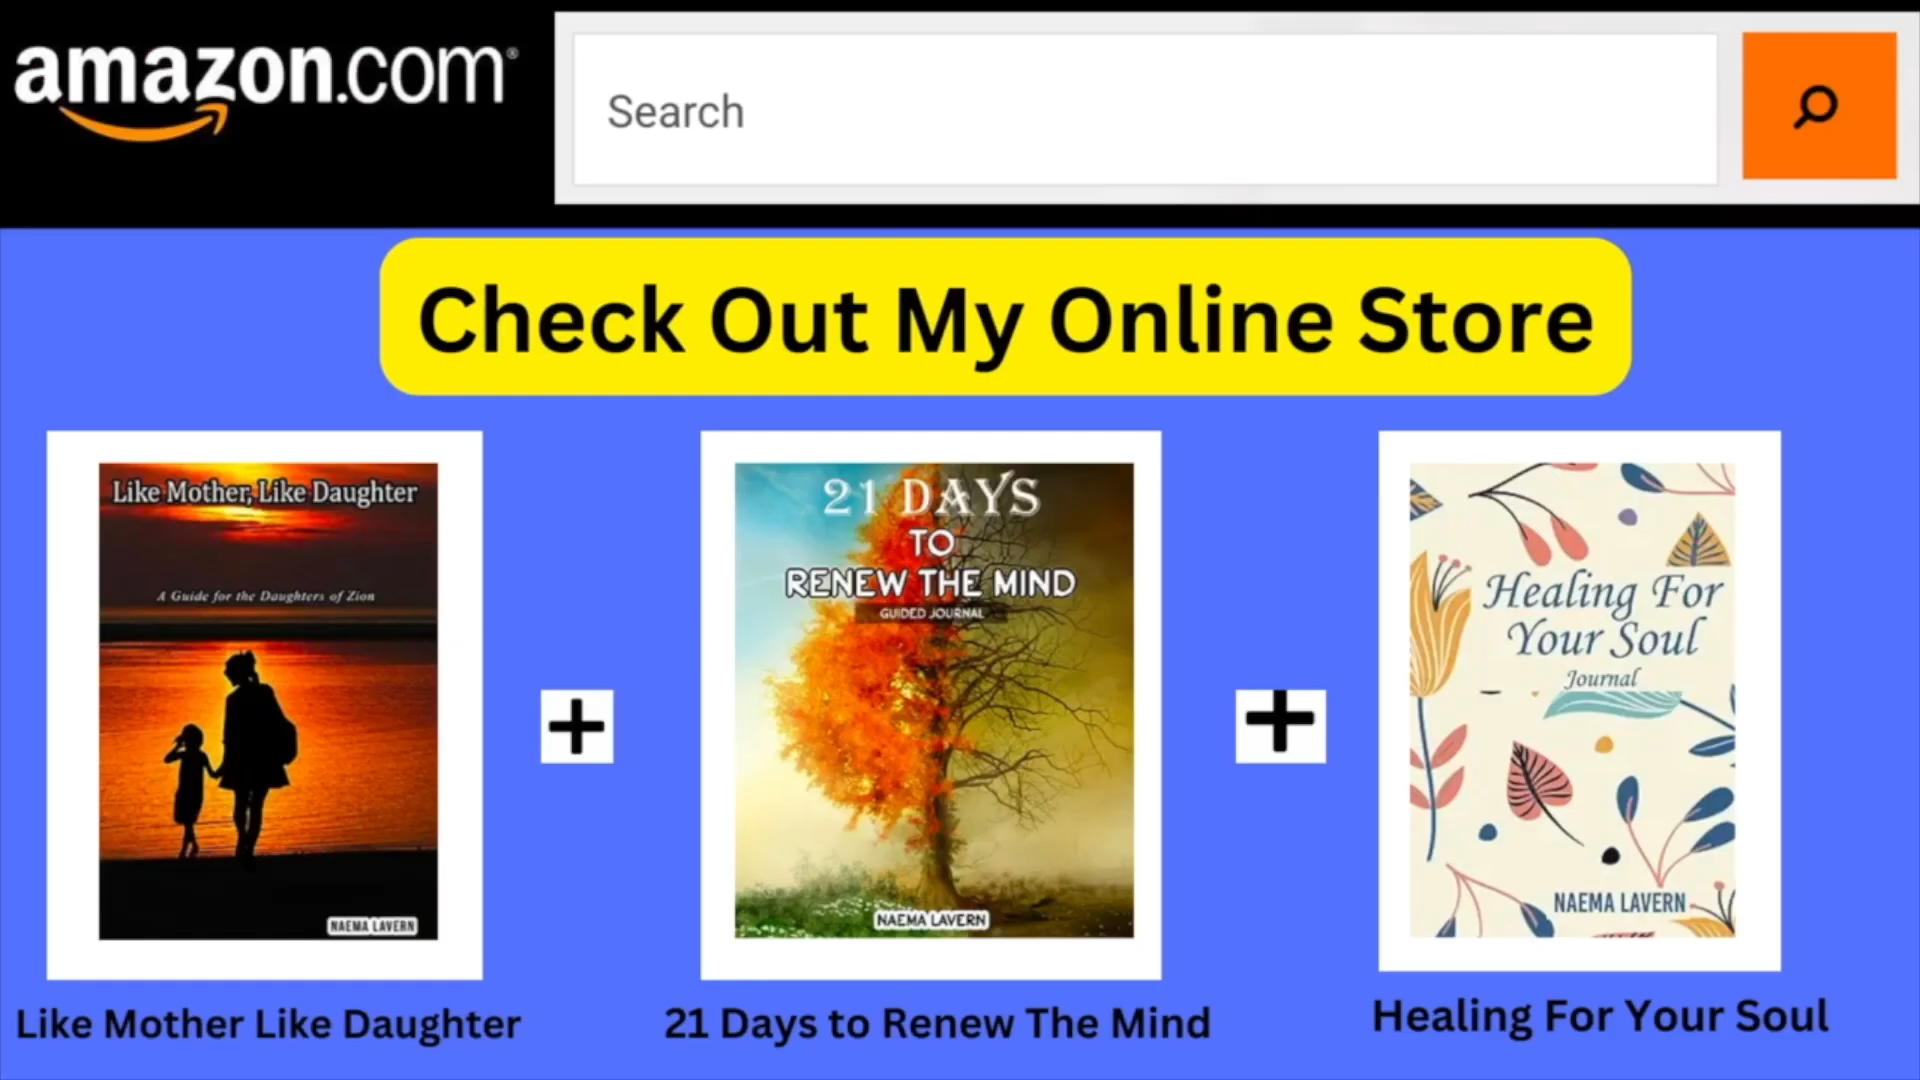 amazon.com®
Search
Check Out My Online Store
Like Mother, Like Daughter
A Guide for the Daughters of Zion
NAEMA LAVERN
Like Mother Like Daughter
21 DAYS
TO
RENEW THE MIND
GUIDED JOURNAL
NAEMA LAVERN
21 Days to Renew The Mind
Healing For
Your Soul
Journal
NAEMA LAVERN
Healing For Your Soul